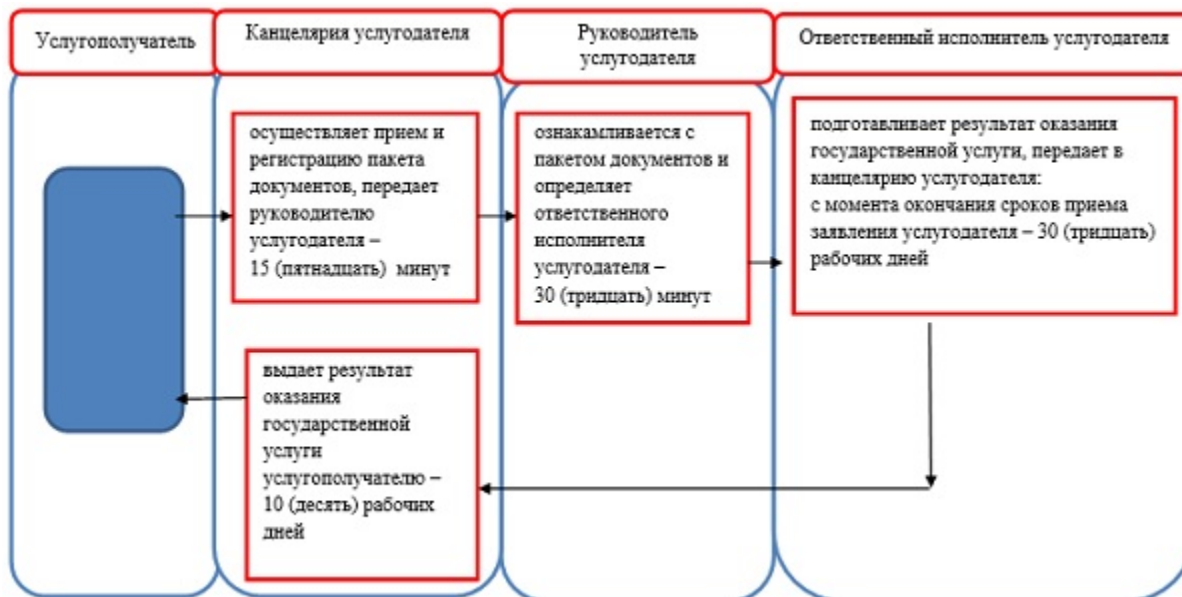 Услугополучатель
Канцелярия услугодателя
Руководитель
услугодателя
Ответственный исполнитель услугодателя
осуществляет прием и
регистрацию пакета
документов, передает
руководителю
услугодателя –
15 (пятнадцать) минут
ознакамливается с
пакетом документов и
определяет
ответственного
исполнителя
услугодателя –
30 (тридцать) минут
подготавливает результат оказания
государственной услуги, передает в
канцелярию услугодателя:
с момента окончания сроков приема
заявления услугодателя – 30 (тридцать)
рабочих дней
выдает результат
оказания
государственной
услуги
услугополучателю –
10 (десять) рабочих
дней